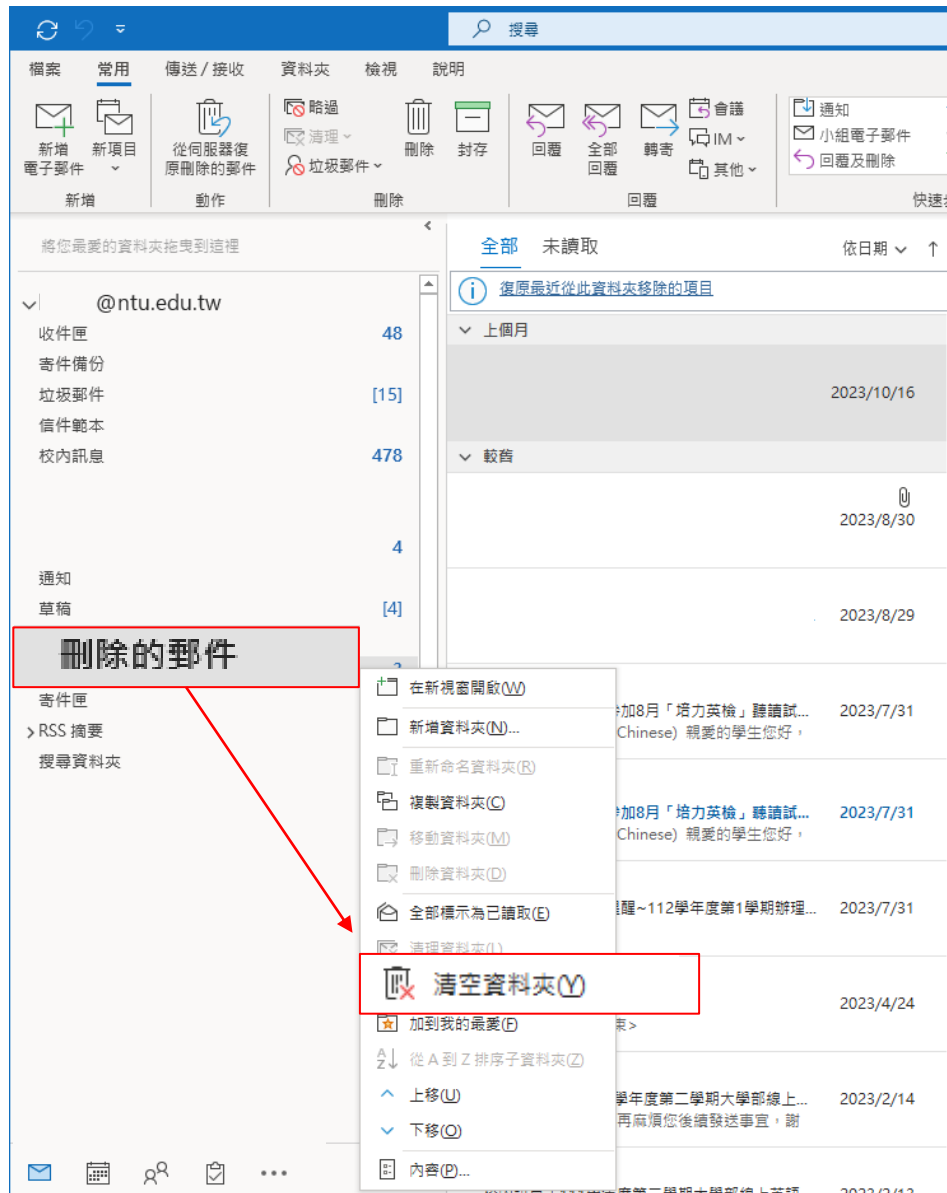 搜尋
檔案 常用 傳送 / 接收 資料夾 檢視 說明
新增
電子郵件
新項目
從伺服器復
原刪除的郵件
略過
清理
垃圾郵件
刪除
封存
回覆
全部
回覆
轉寄
會議
IM
其他
通知
小組電子郵件
回覆及刪除
新增 動作 刪除 回覆 快速
將您最愛的資料夾拖曳到這裡
@ntu.edu.tw
收件匣 48
寄件備份
垃圾郵件 [15]
信件範本
校內訊息 478
4
通知
草稿 [4]
刪除的郵件
寄件匣
RSS 摘要
搜尋資料夾
全部 未讀取 依日期
復原最近從此資料夾移除的項目
上個月
2023/10/16
較舊
2023/8/30
2023/8/29
加8月「培力英檢」聽讀試... 2023/7/31
Chinese) 親愛的學生您好，
加8月「培力英檢」聽讀試... 2023/7/31
Chinese) 親愛的學生您好，
醒~112學年度第1學期辦理... 2023/7/31
2023/4/24
束>
學年度第二學期大學部線上... 2023/2/14
再麻煩您後續發送事宜，謝
2023/2/13
在新視窗開啟(W)
新增資料夾(N)...
重新命名資料夾(R)
複製資料夾(C)
移動資料夾(M)
刪除資料夾(D)
全部標示為已讀取(E)
清理資料夾(L)
清空資料夾(Y)
加到我的最愛(F)
從 A 到 Z 排序子資料夾(Z)
上移(U)
下移(O)
內容(P)...